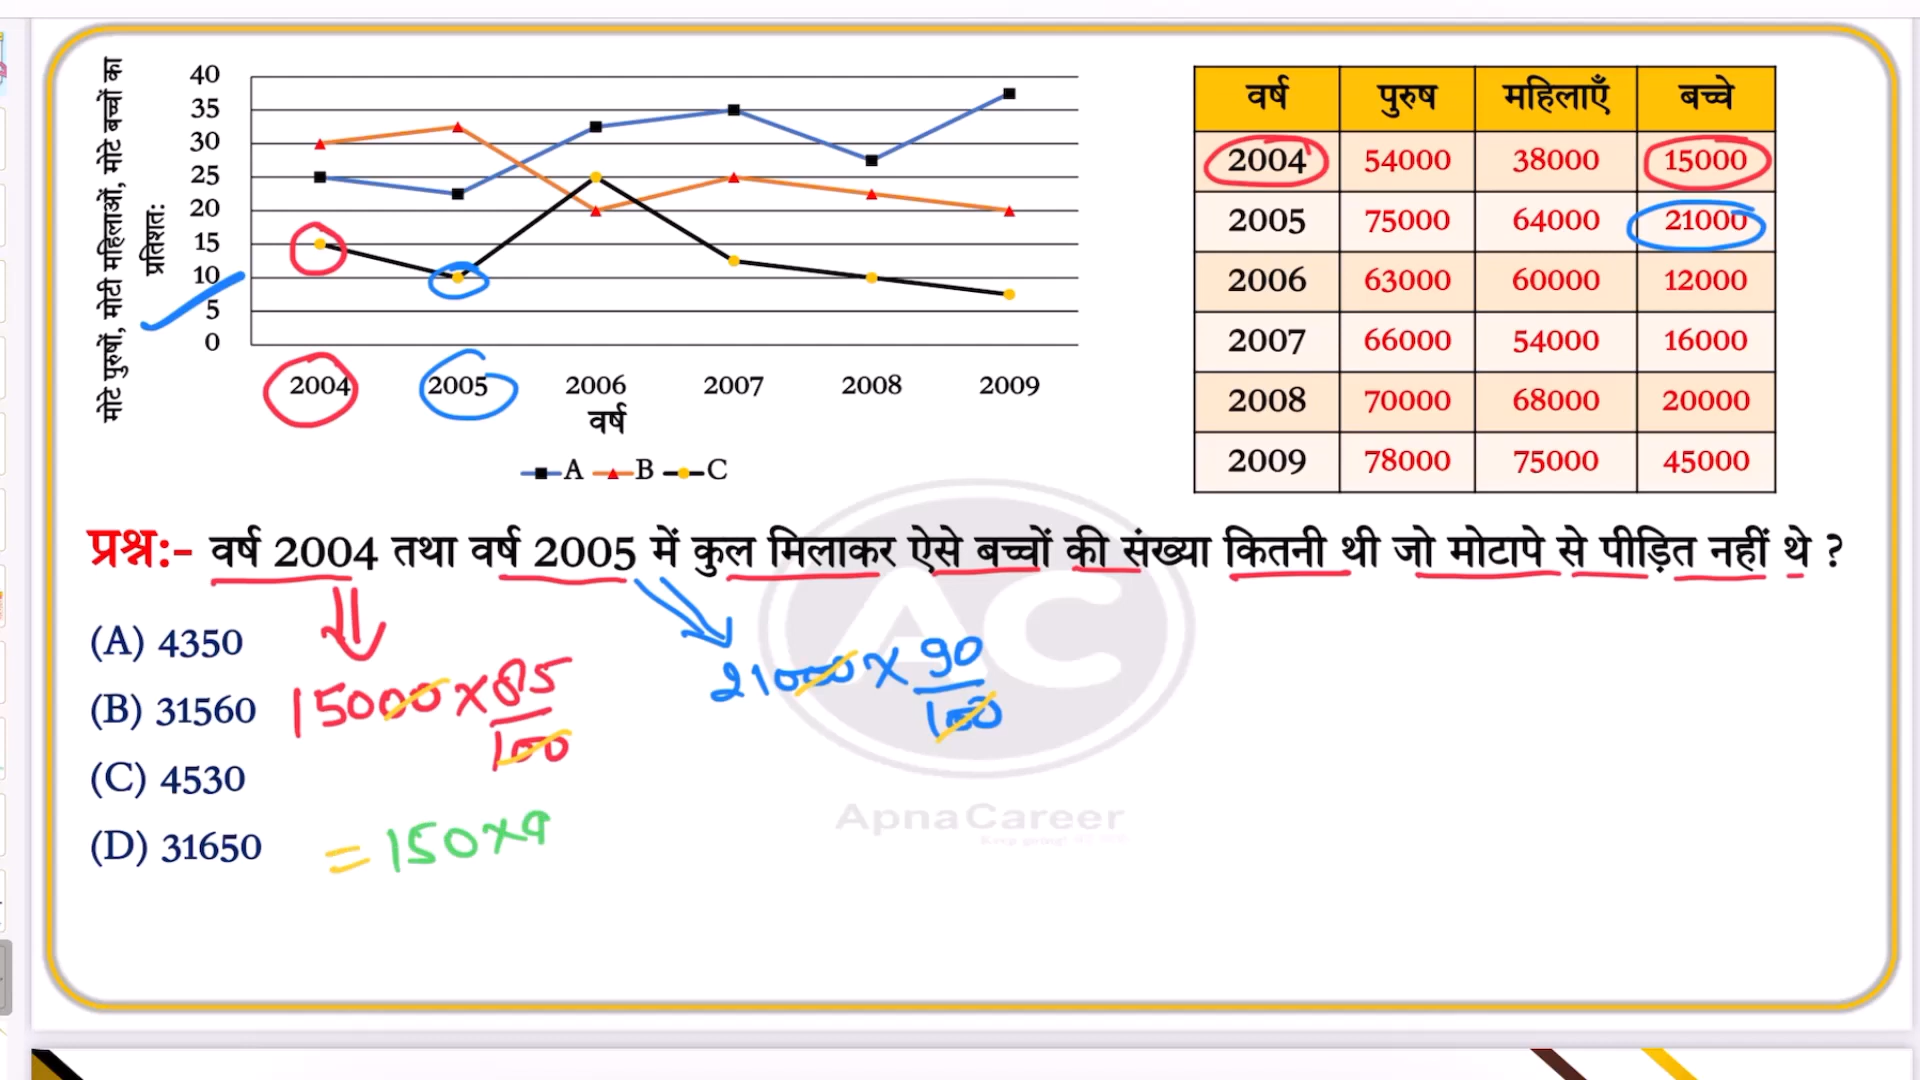 मोटे पुरुषों, मोटी महिलाओं, मोटे बच्चों का
प्रतिशत:
40
35
30
25
20
15
10
5
0
2004 2005 2006 2007 2008 2009
वर्ष
A B C
वर्ष पुरुष महिलाएँ बच्चे
2004 54000 38000 15000
2005 75000 64000 21000
2006 63000 60000 12000
2007 66000 54000 16000
2008 70000 68000 20000
2009 78000 75000 45000
प्रश्न:- वर्ष 2004 तथा वर्ष 2005 में कुल मिलाकर ऐसे बच्चों की संख्या कितनी थी जो मोटापे से पीड़ित नहीं थे ?
(A) 4350
(B) 31560
(C) 4530
(D) 31650
15000 x 85
100
21000 x 90
100
= 150x9
AC
ApnaCareer